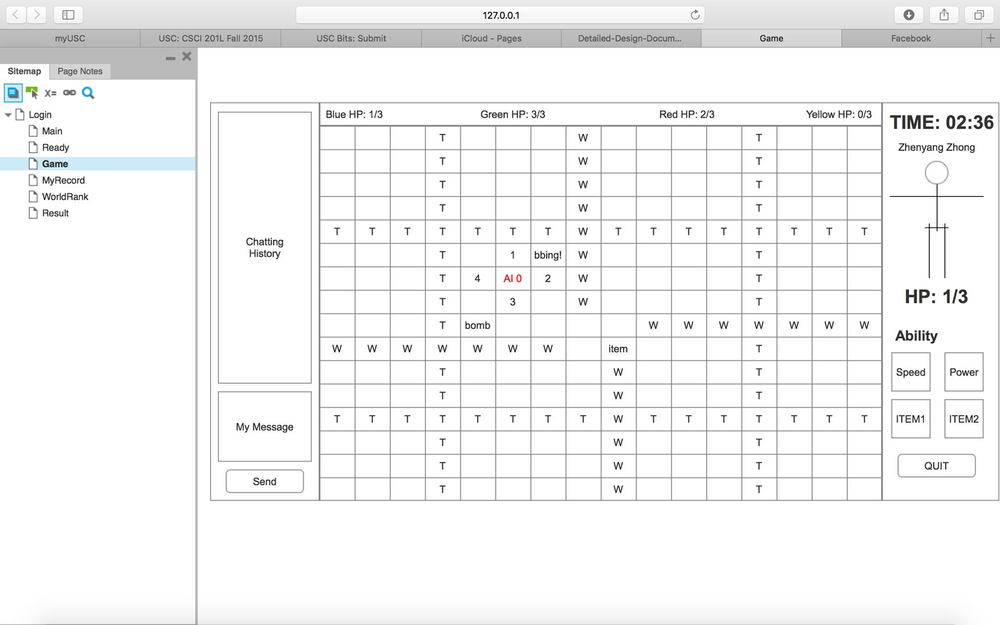 127.0.0.1
myUSC USC: CSCI 201L Fall 2015 USC Bits: Submit iCloud - Pages Detailed-Design-Docum... Game Facebook
Sitemap Page Notes
X=
Login
Main
Ready
Game
MyRecord
WorldRank
Result
Chatting
History
My Message
Send
Blue HP: 1/3 Green HP: 3/3 Red HP: 2/3 Yellow HP: 0/3
T W T
T W T
T W T
T W T
T T T T T T T W T T T T T T T T
T 1 bbing! W T
T 4 AI 0 2 W T
T 3 W T
T bomb W W W W W W W
W W W W W W W item T
T W T
T W T
T T T T T T T T W T T T T T T T
T W T
T W T
T W T
TIME: 02:36
Zhenyang Zhong
HP: 1/3
Ability
Speed Power
ITEM1 ITEM2
QUIT